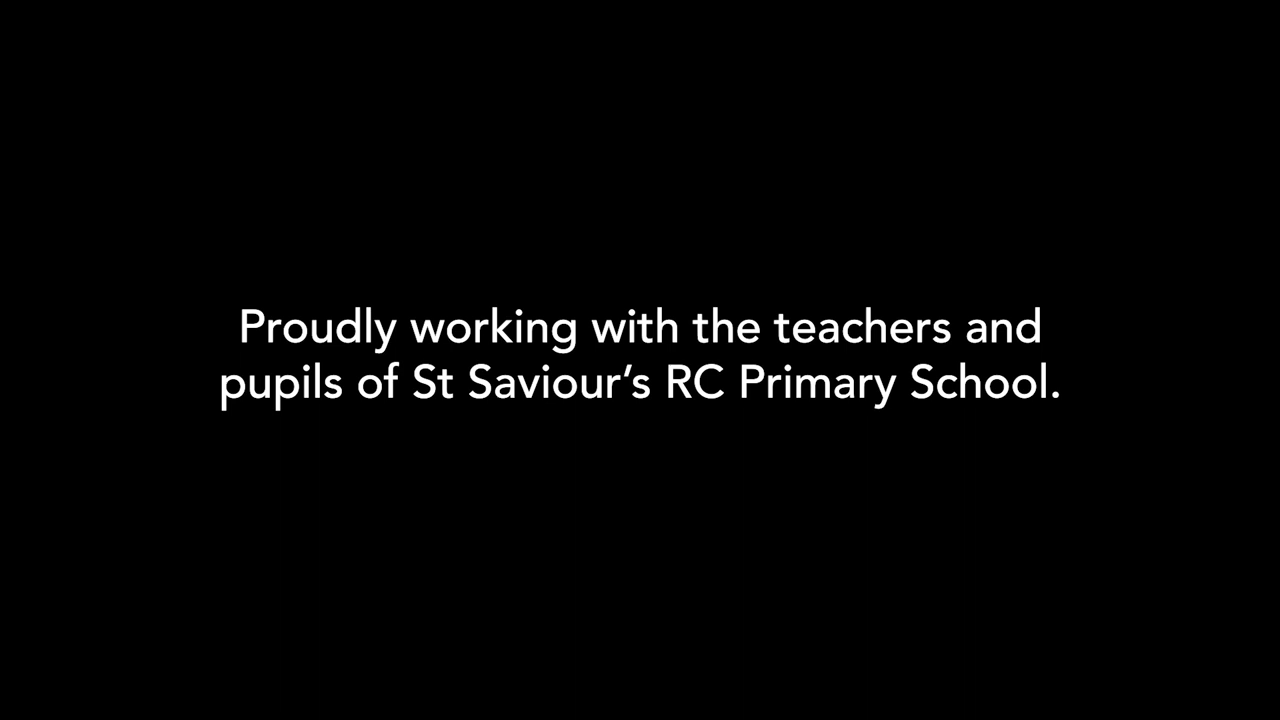 Proudly working with the teachers and
pupils of St Saviour’s RC Primary School.